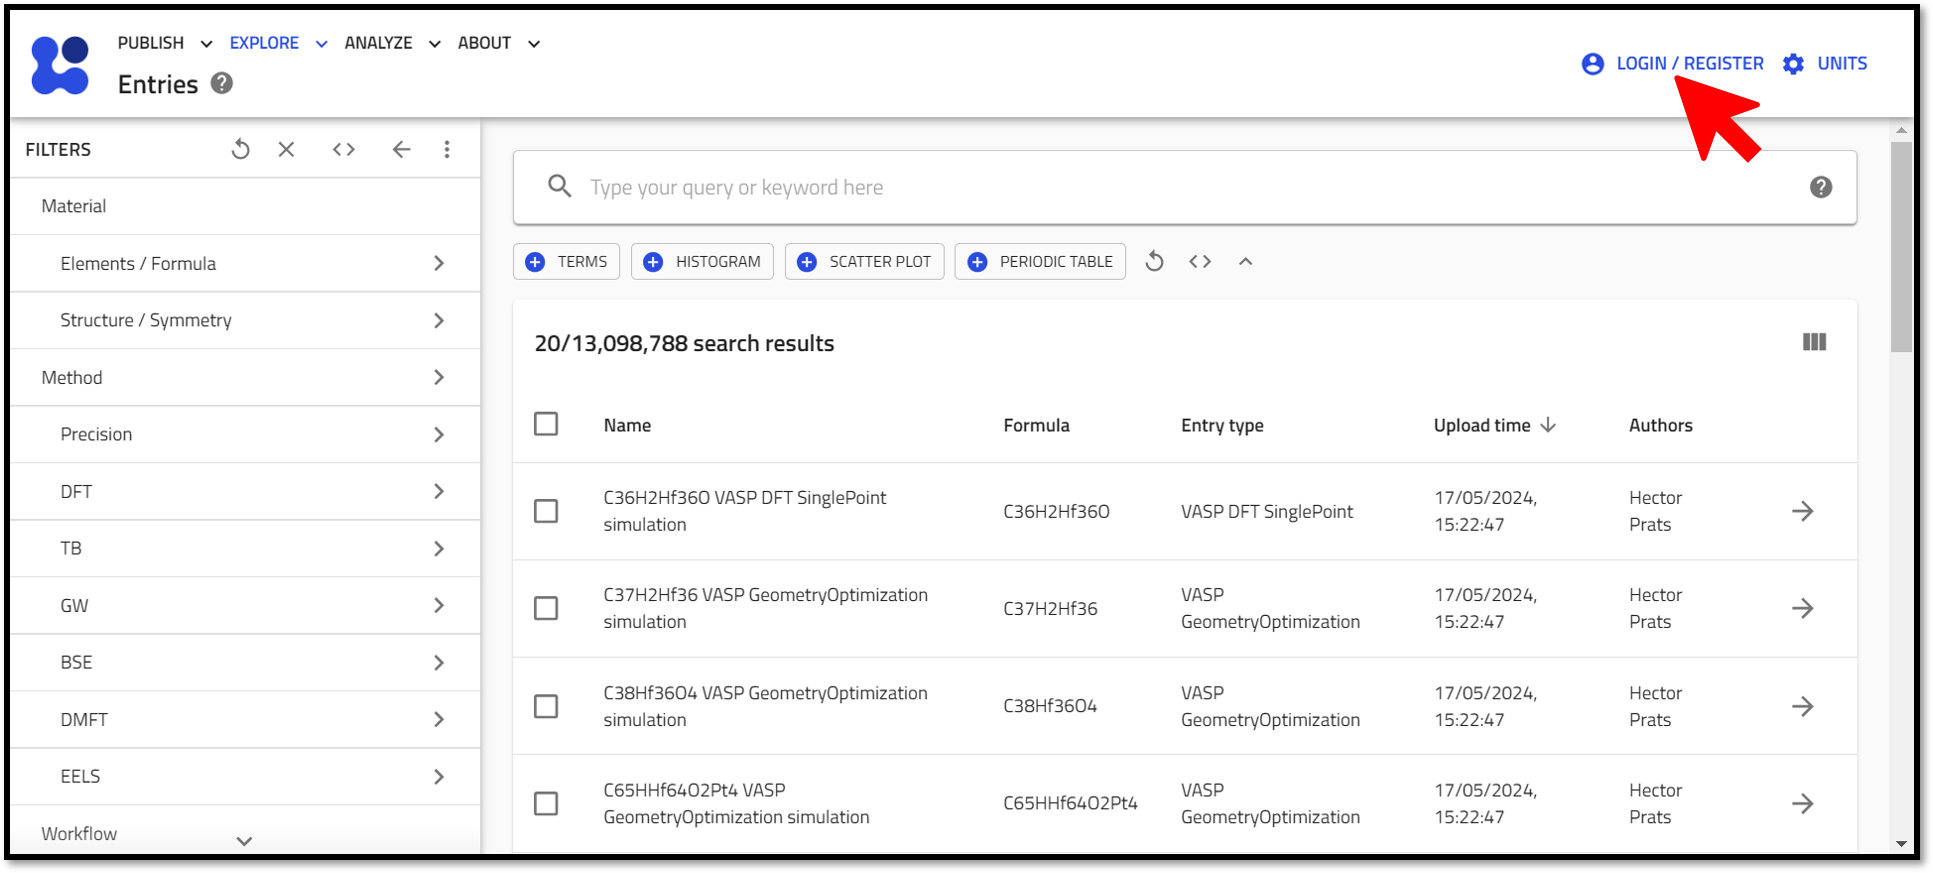 PUBLISH EXPLORE ANALYZE ABOUT
Entries
LOGIN / REGISTER UNITS
FILTERS
Material
Elements / Formula
Structure / Symmetry
Method
Precision
DFT
TB
GW
BSE
DMFT
EELS
Workflow
Type your query or keyword here
TERMS HISTOGRAM SCATTER PLOT PERIODIC TABLE
20/13,098,788 search results
Name Formula Entry type Upload time Authors
C36H2Hf36O VASP DFT SinglePoint simulation C36H2Hf36O VASP DFT SinglePoint 17/05/2024, 15:22:47 Hector Prats
C37H2Hf36 VASP GeometryOptimization simulation C37H2Hf36 VASP GeometryOptimization 17/05/2024, 15:22:47 Hector Prats
C38Hf36O4 VASP GeometryOptimization simulation C38Hf36O4 VASP GeometryOptimization 17/05/2024, 15:22:47 Hector Prats
C65HHf64O2Pt4 VASP GeometryOptimization simulation C65HHf64O2Pt4 VASP GeometryOptimization 17/05/2024, 15:22:47 Hector Prats